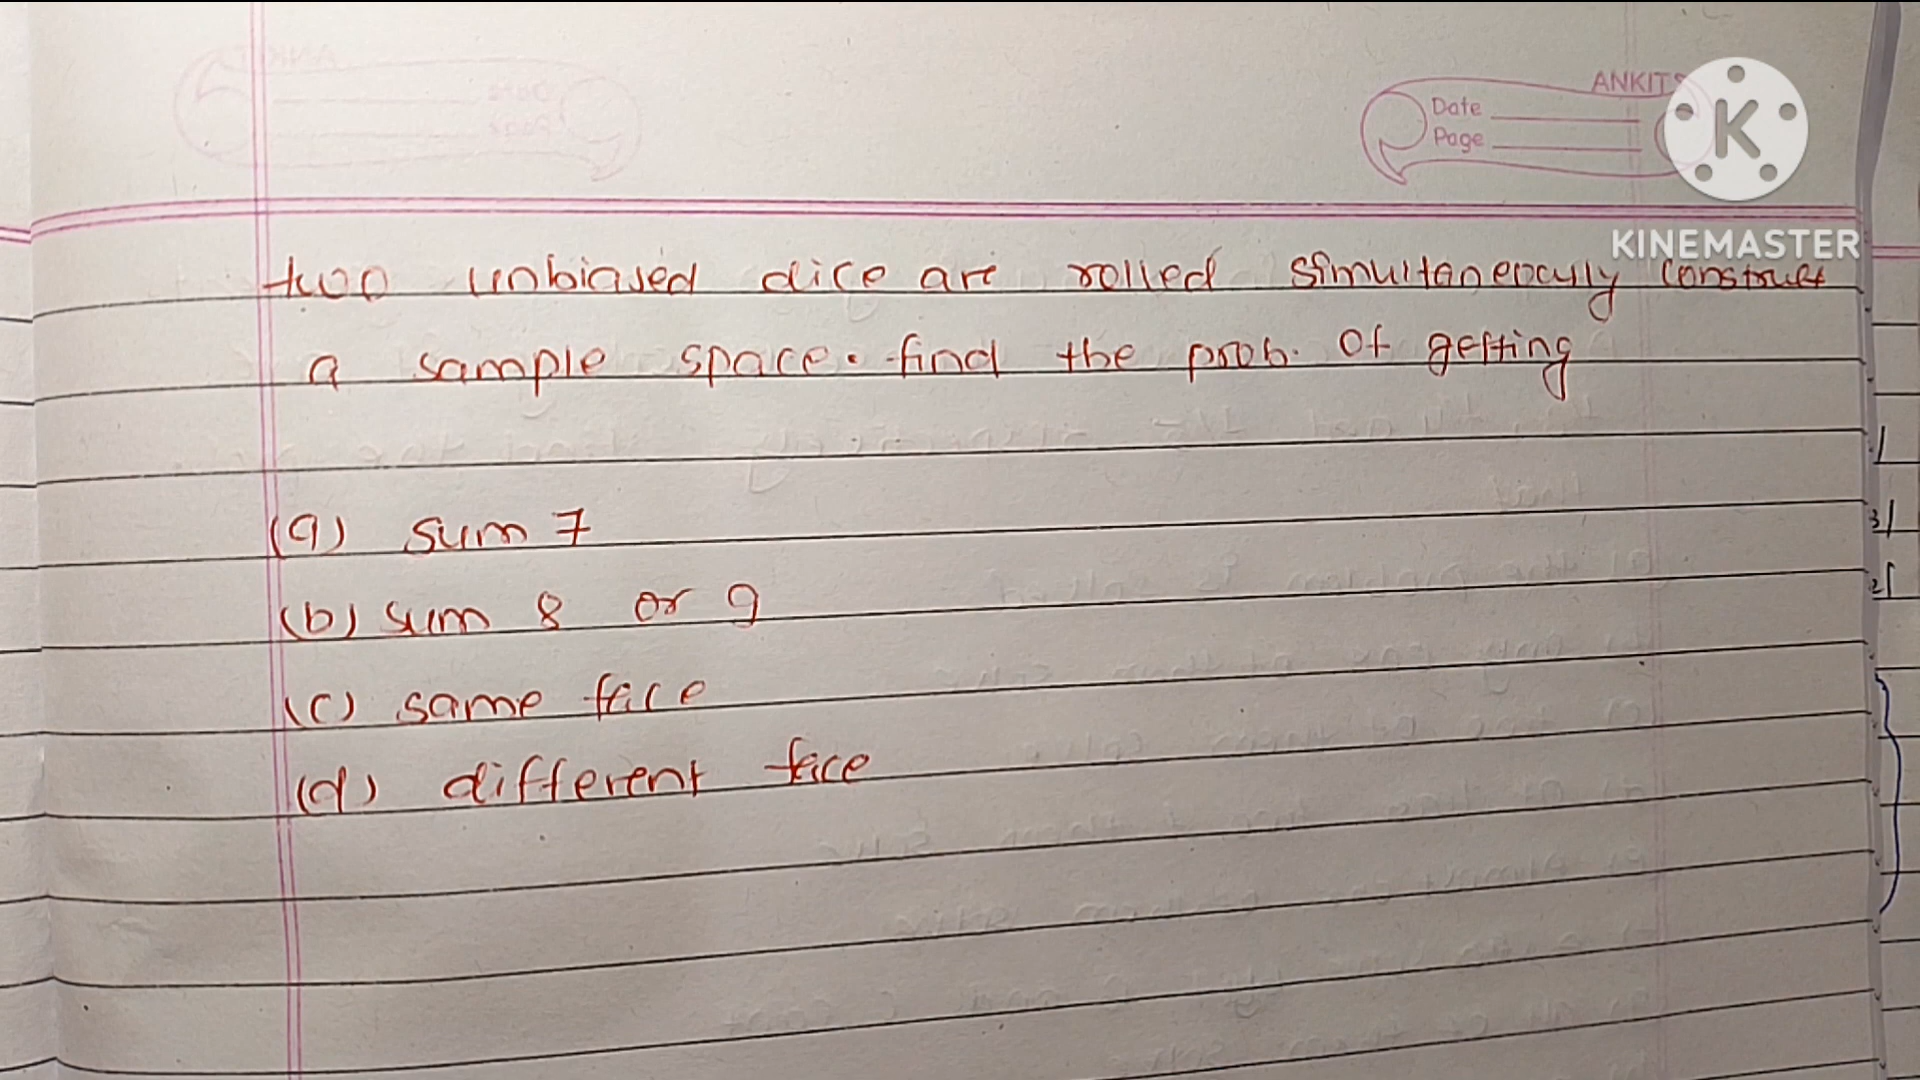 ANKITS
Date
Page
KINEMASTER
two unbiased dice are rolled simultaneously construct
a sample space. find the prob. of getting
(a) sum 7
(b) sum 8 or 9
(c) same face
(d) different face